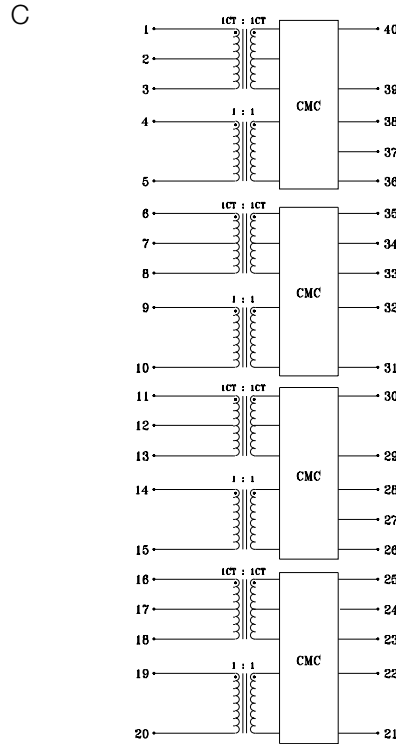 C
1CT : 1CT
1 40
2
3 39
CMC
1 : 1
4 38
37
5 36
1CT : 1CT
6 35
7 34
8 33
CMC
1 : 1
9 32
10 31
1CT : 1CT
11 30
12
13 29
CMC
1 : 1
14 28
27
15 26
1CT : 1CT
16 25
17 24
18 23
CMC
1 : 1
19 22
20 21